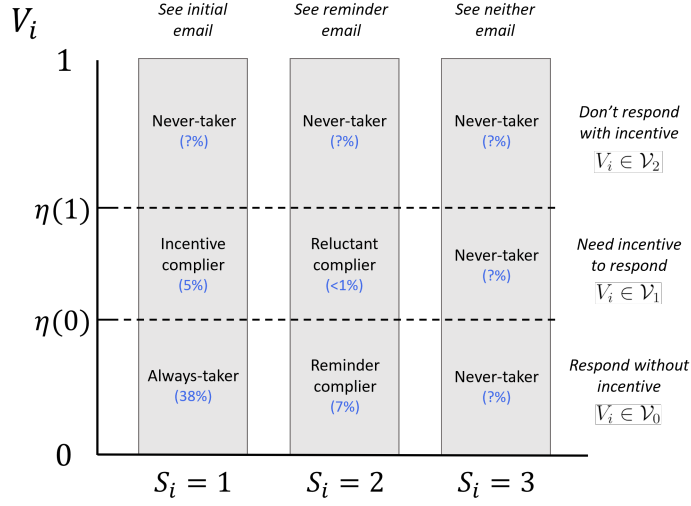 V_i
See initial
email
See reminder
email
See neither
email
1
Never-taker
(?%)
Never-taker
(?%)
Never-taker
(?%)
Don't respond
with incentive
V_i ∈ 𝒱_2
η(1)
Incentive
complier
(5%)
Reluctant
complier
(<1%)
Never-taker
(?%)
Need incentive
to respond
V_i ∈ 𝒱_1
η(0)
Always-taker
(38%)
Reminder
complier
(7%)
Never-taker
(?%)
Respond without
incentive
V_i ∈ 𝒱_0
0
S_i = 1
S_i = 2
S_i = 3